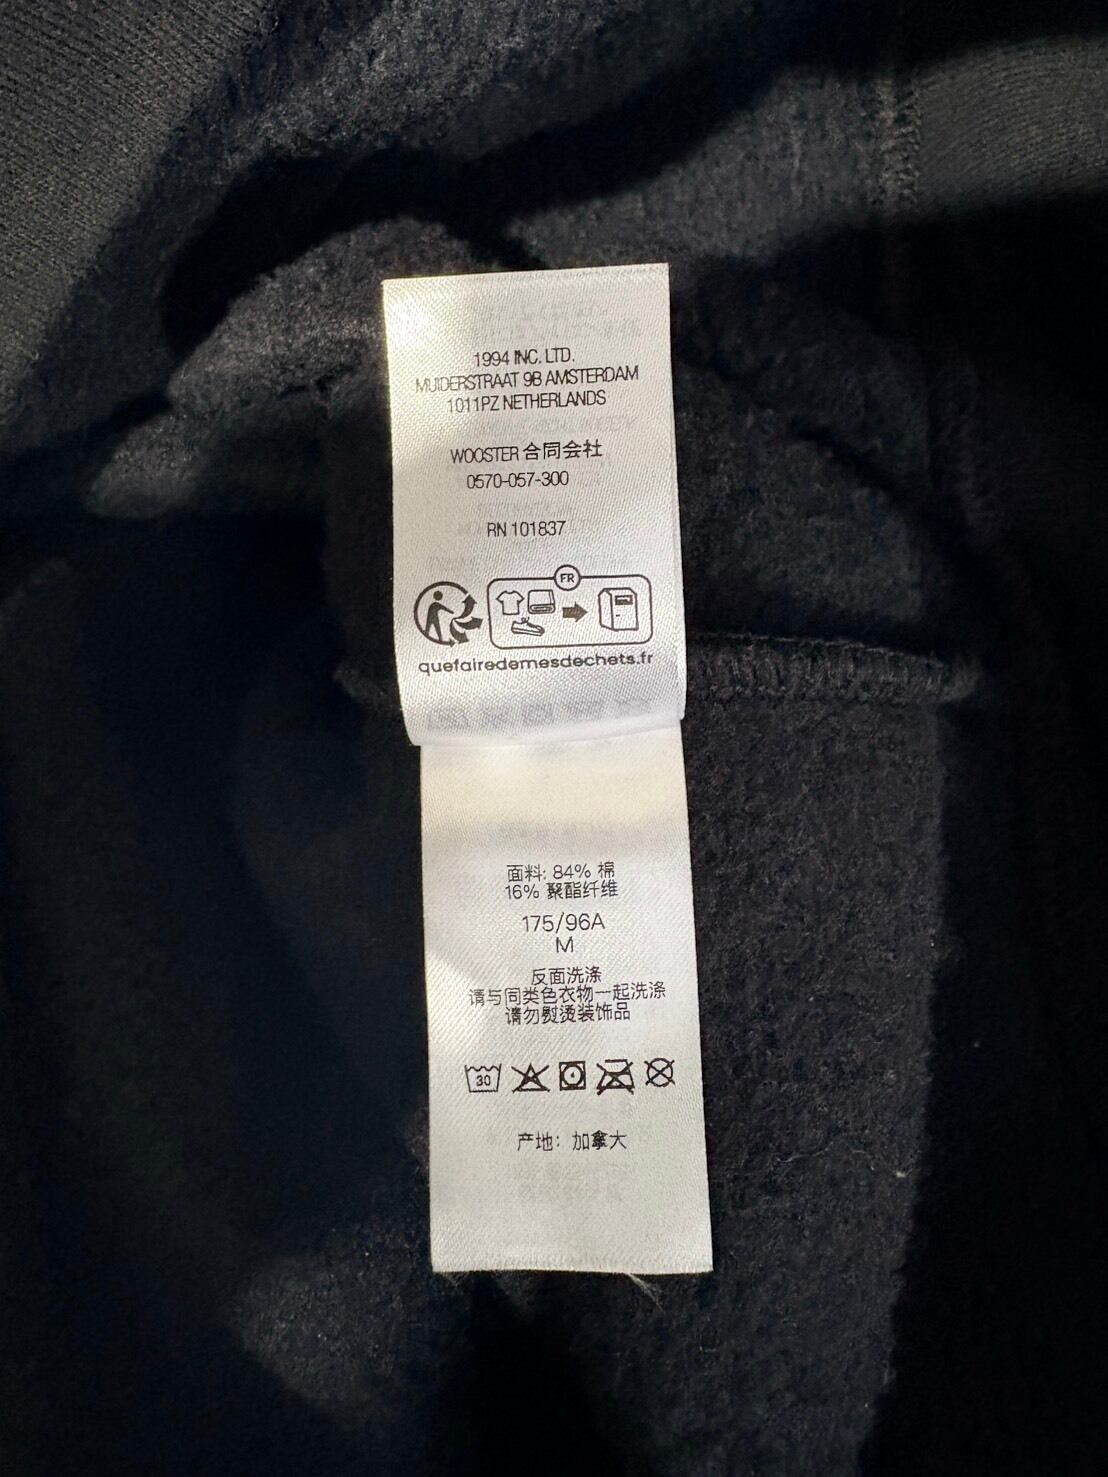 1994 INC. LTD.
MUIDERSTRAAT 9B AMSTERDAM
1011PZ NETHERLANDS
WOOSTER 合同会社
0570-057-300
RN 101837
FR
quefairedemesdechets.fr
面料: 84% 棉
16% 聚酯纤维
175/96A
M
反面洗涤
请与同类色衣物一起洗涤
请勿熨烫装饰品
30
产地: 加拿大